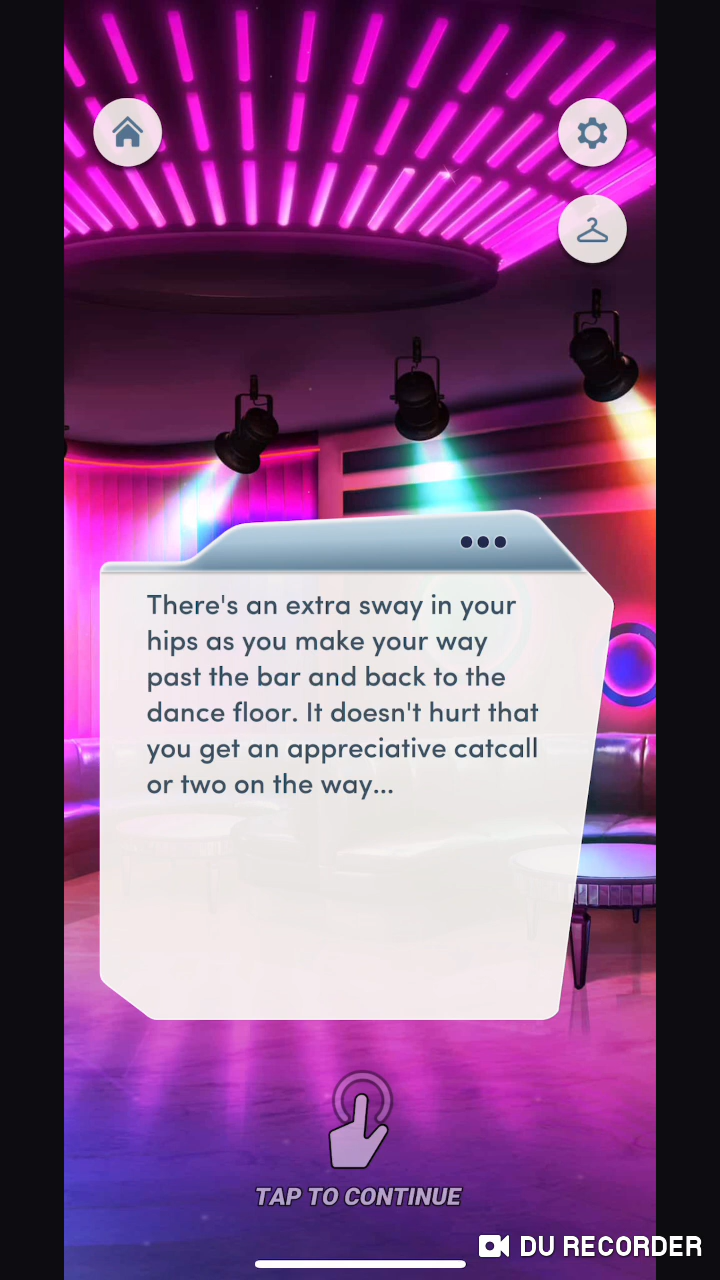 There's an extra sway in your
hips as you make your way
past the bar and back to the
dance floor. It doesn't hurt that
you get an appreciative catcall
or two on the way...
TAP TO CONTINUE
DU RECORDER